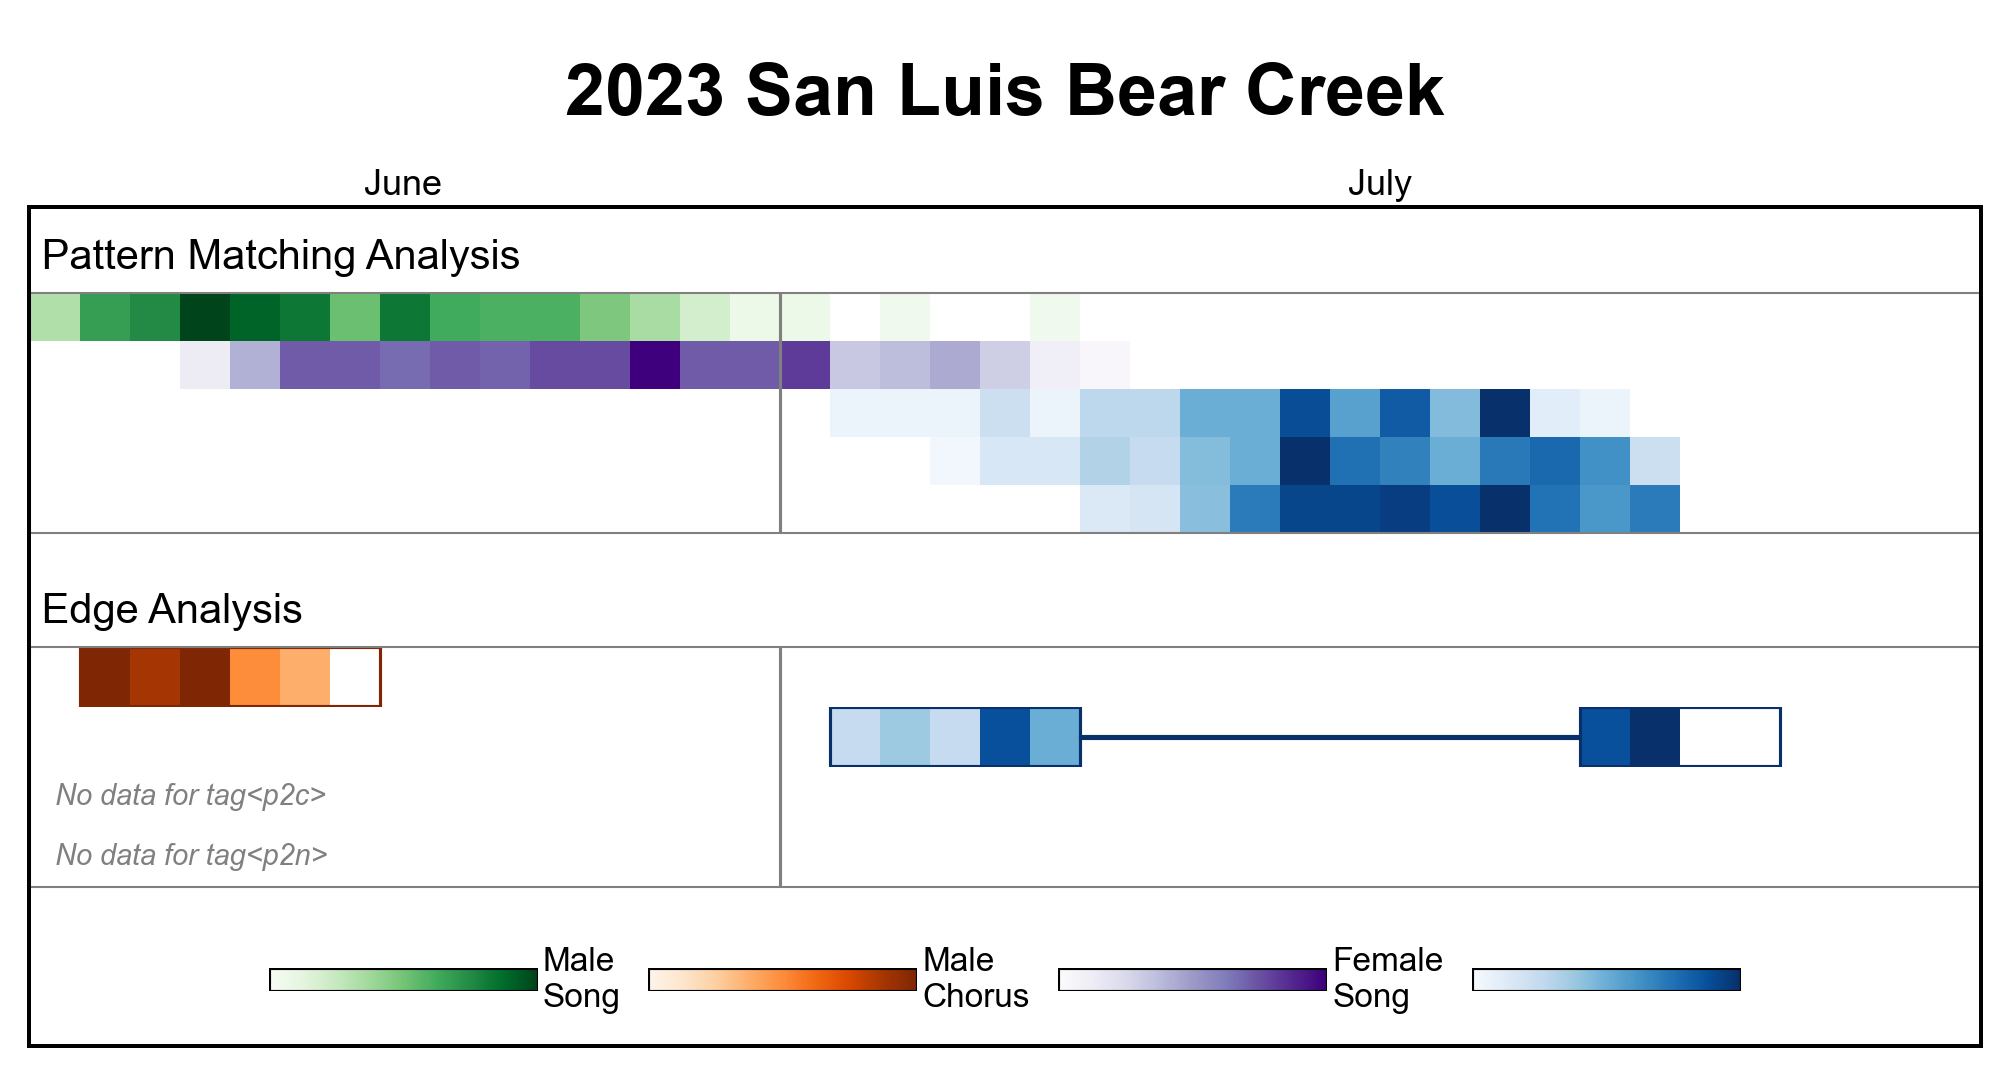 2023 San Luis Bear Creek
June
July
Pattern Matching Analysis
Edge Analysis
No data for tag<p2c>
No data for tag<p2n>
Male
Song
Male
Chorus
Female
Song